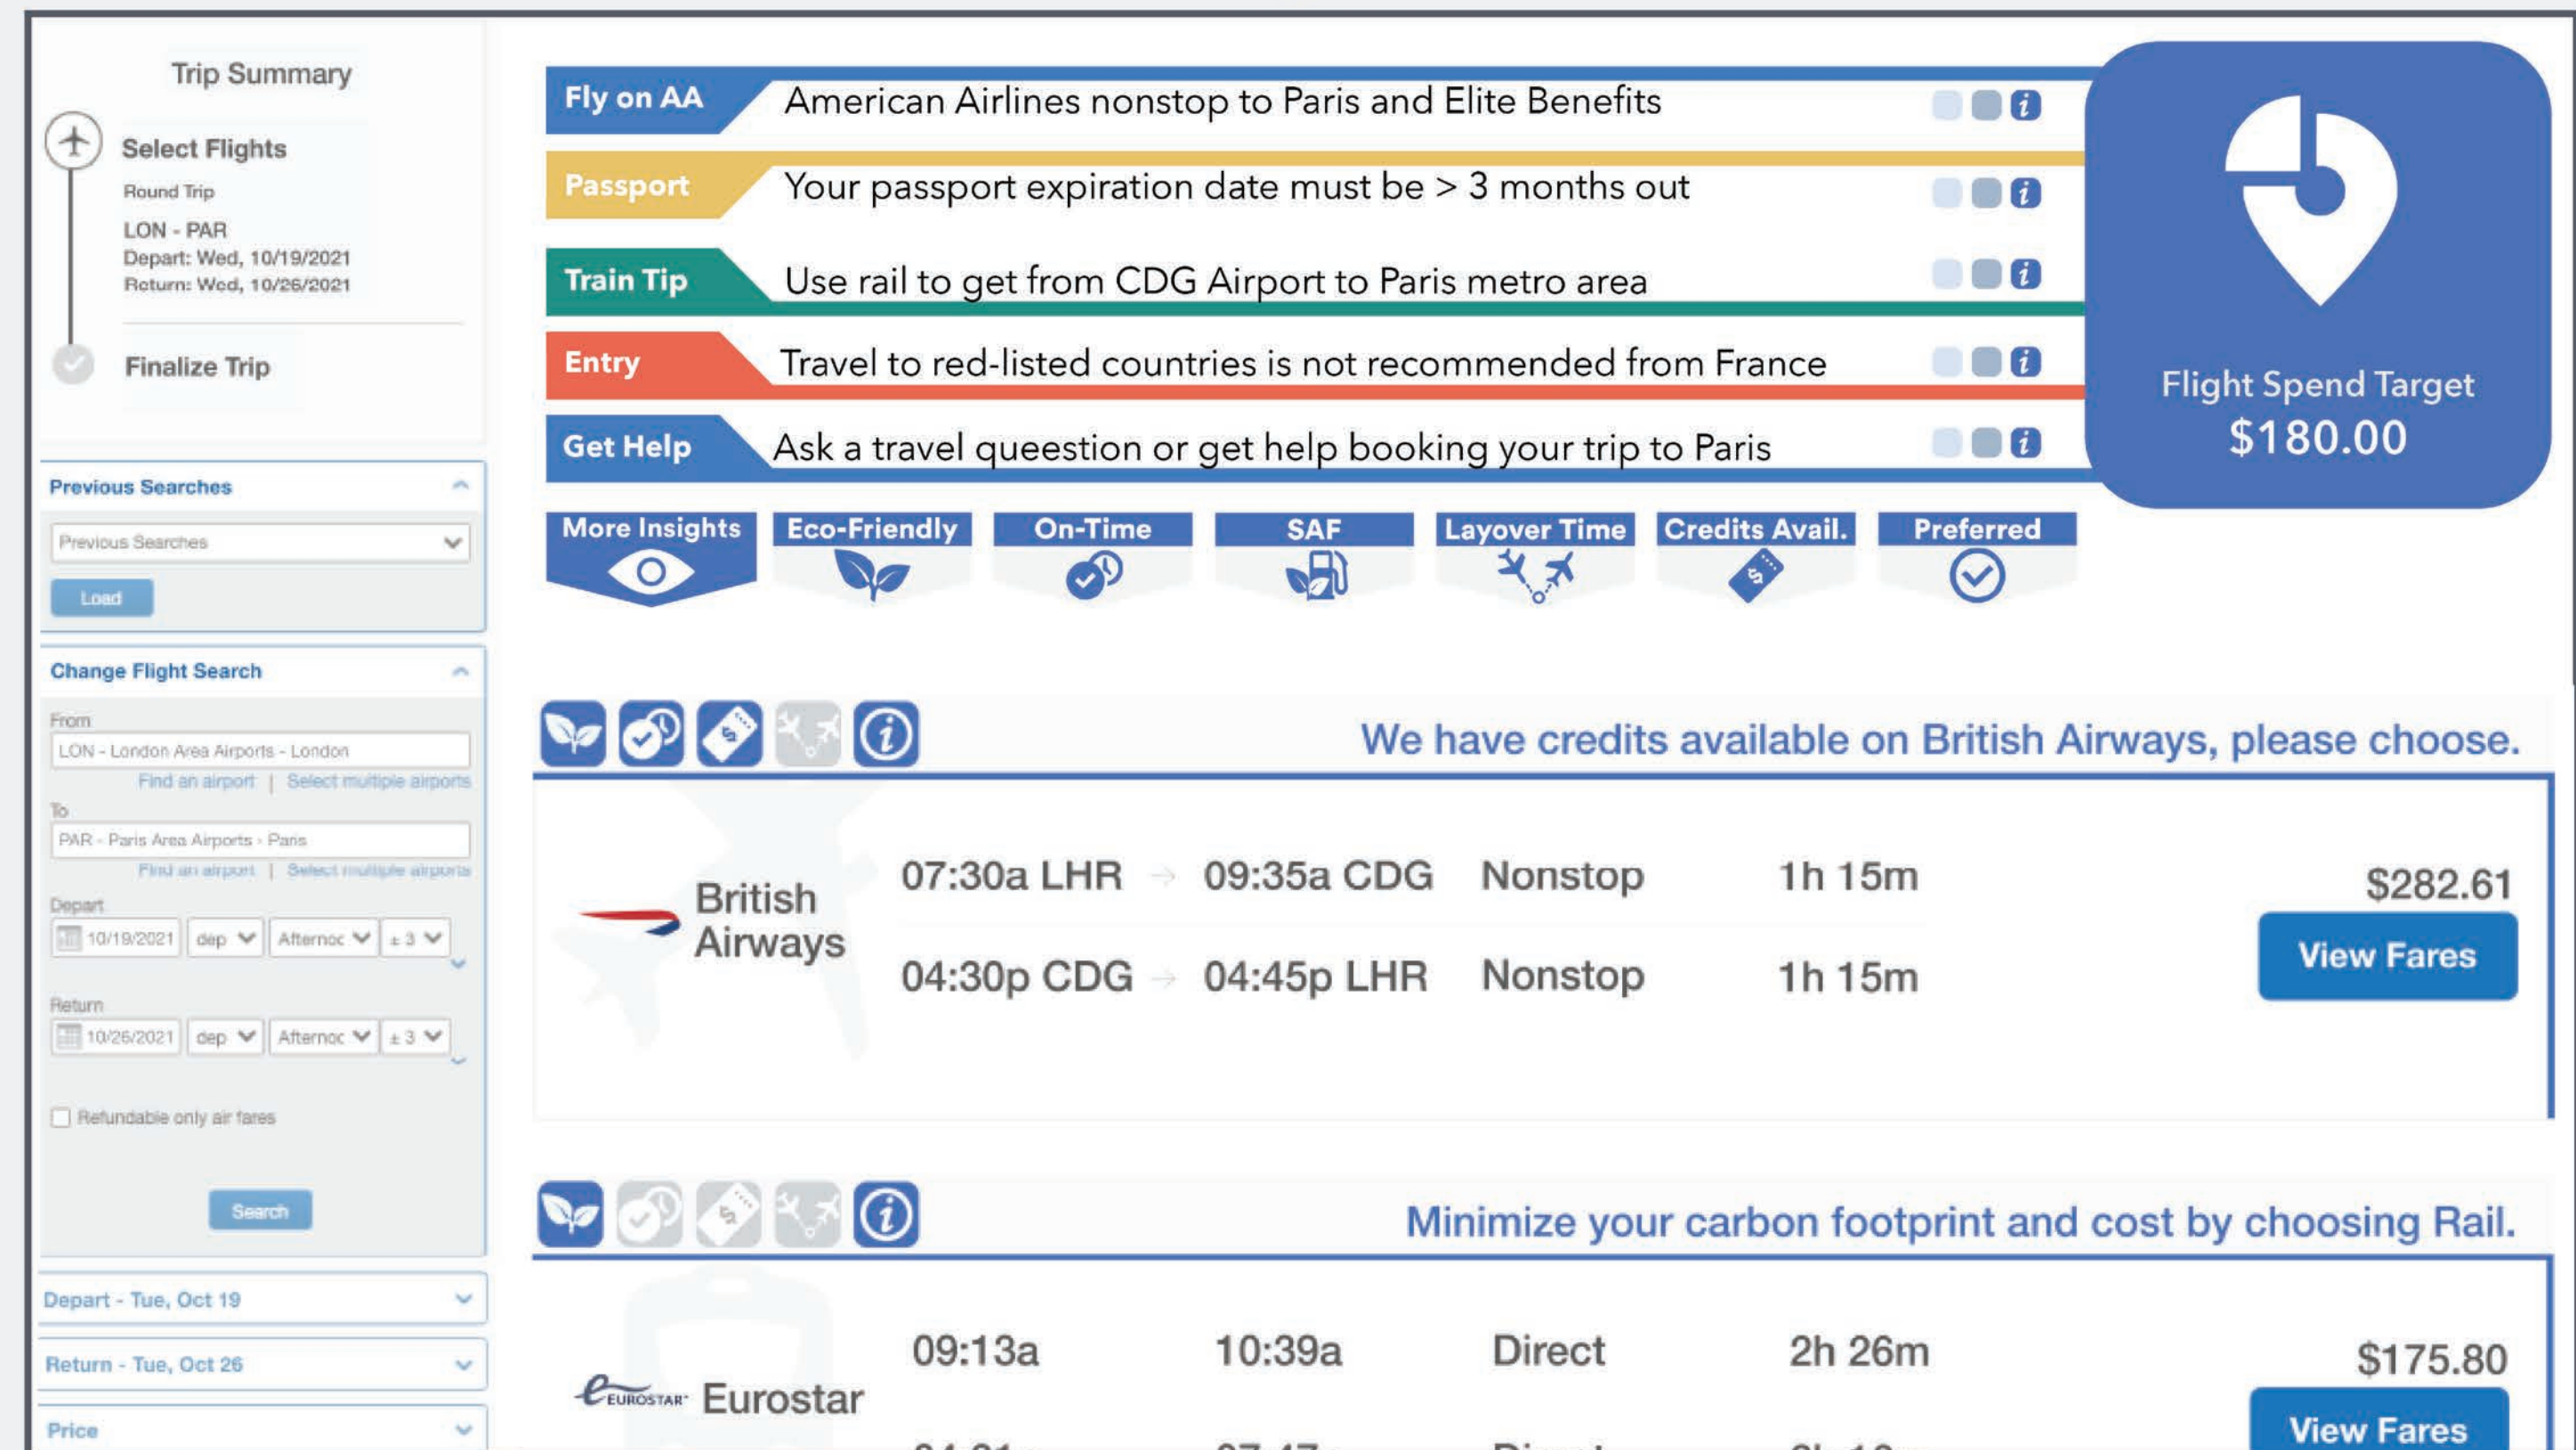 Trip Summary
Select Flights
Round Trip
LON - PAR
Depart: Wed, 10/19/2021
Return: Wed, 10/26/2021
Finalize Trip
Previous Searches
Previous Searches
Load
Change Flight Search
From
LON - London Area Airports - London
Find an airport | Select multiple airports
To
PAR - Paris Area Airports - Paris
Find an airport | Select multiple airports
Depart
10/19/2021 dep Afternoc ± 3
Return
10/26/2021 dep Afternoc ± 3
Refundable only air fares
Search
Depart - Tue, Oct 19
Return - Tue, Oct 26
Price
Fly on AA American Airlines nonstop to Paris and Elite Benefits i
Passport Your passport expiration date must be > 3 months out i
Train Tip Use rail to get from CDG Airport to Paris metro area i
Entry Travel to red-listed countries is not recommended from France i
Get Help Ask a travel queestion or get help booking your trip to Paris i
Flight Spend Target
$180.00
More Insights Eco-Friendly On-Time SAF Layover Time Credits Avail. Preferred
We have credits available on British Airways, please choose.
British
Airways
07:30a LHR → 09:35a CDG Nonstop 1h 15m
04:30p CDG → 04:45p LHR Nonstop 1h 15m
$282.61
View Fares
Minimize your carbon footprint and cost by choosing Rail.
EUROSTAR Eurostar
09:13a 10:39a Direct 2h 26m
$175.80
View Fares